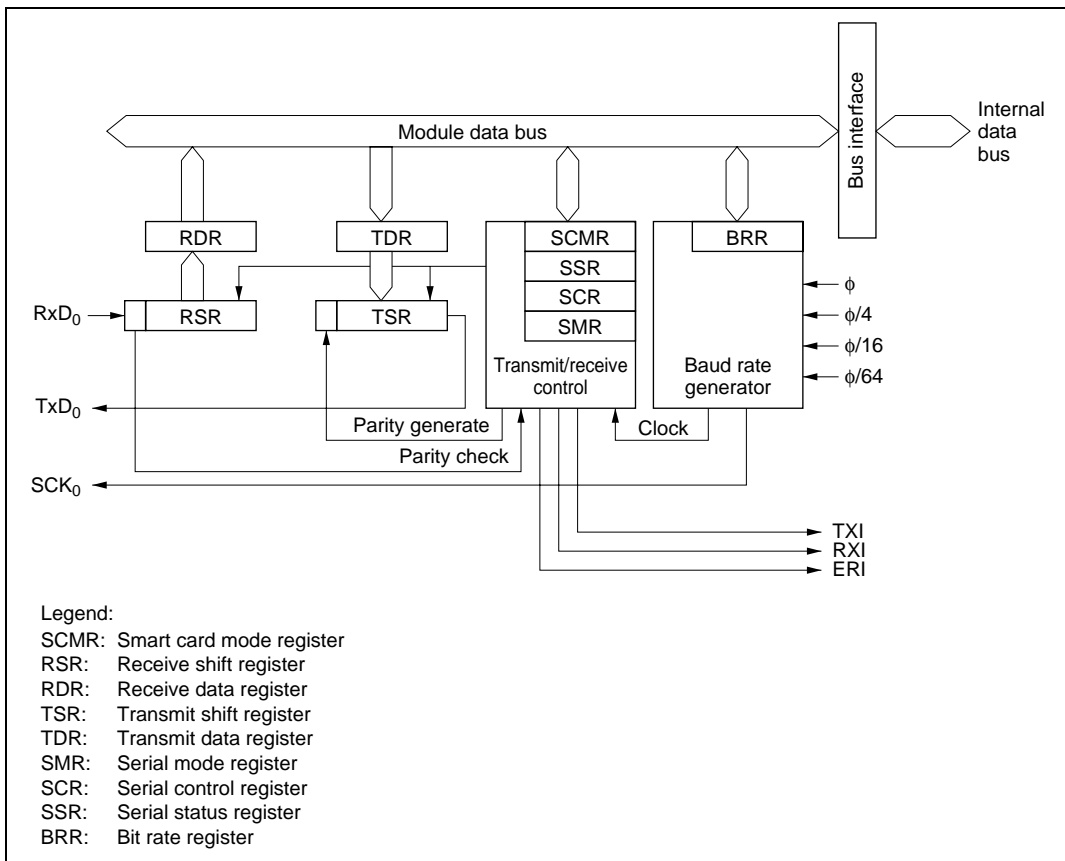 Bus interface
Internal
data
bus
Module data bus
RDR
TDR
SCMR
BRR
SSR
SCR
SMR
RxD₀
RSR
TSR
Transmit/receive
control
Baud rate
generator
ϕ
ϕ/4
ϕ/16
ϕ/64
TxD₀
Parity generate
Clock
Parity check
SCK₀
TXI
RXI
ERI
Legend:
SCMR: Smart card mode register
RSR: Receive shift register
RDR: Receive data register
TSR: Transmit shift register
TDR: Transmit data register
SMR: Serial mode register
SCR: Serial control register
SSR: Serial status register
BRR: Bit rate register